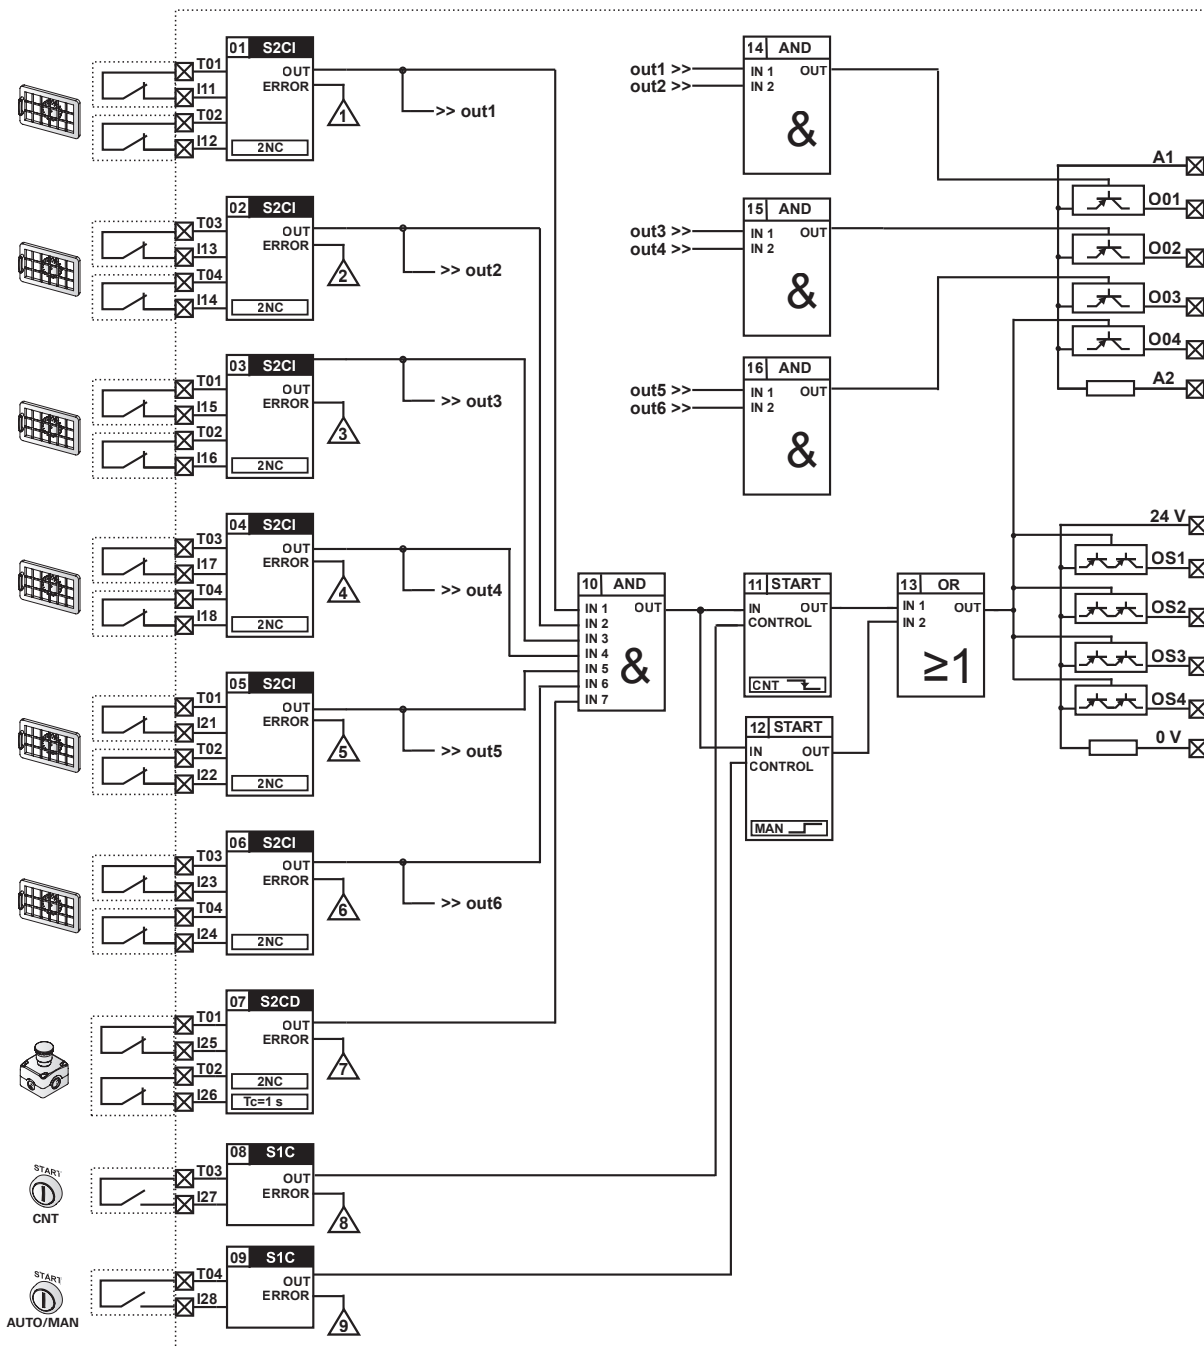 01 S2CI
T01
OUT
I11
ERROR
1
>> out1
T02
I12
2NC
02 S2CI
T03
OUT
I13
ERROR
2
>> out2
T04
I14
2NC
03 S2CI
T01
OUT
I15
ERROR
3
>> out3
T02
I16
2NC
04 S2CI
T03
OUT
I17
ERROR
4
>> out4
T04
I18
2NC
05 S2CI
T01
OUT
I21
ERROR
5
>> out5
T02
I22
2NC
06 S2CI
T03
OUT
I23
ERROR
6
>> out6
T04
I24
2NC
07 S2CD
T01
OUT
I25
ERROR
7
T02
2NC
I26
Tc=1 s
START
CNT
08 S1C
T03
OUT
I27
ERROR
8
START
AUTO/MAN
09 S1C
T04
OUT
I28
ERROR
9
10 AND
IN 1 OUT
IN 2
IN 3
IN 4
IN 5
IN 6
IN 7
&
14 AND
out1 >> IN 1 OUT
out2 >> IN 2
&
15 AND
out3 >> IN 1 OUT
out4 >> IN 2
&
16 AND
out5 >> IN 1 OUT
out6 >> IN 2
&
11 START
IN OUT
CONTROL
CNT
12 START
IN OUT
CONTROL
MAN
13 OR
IN 1 OUT
IN 2
≥1
A1
O01
O02
O03
O04
A2
24 V
OS1
OS2
OS3
OS4
0 V